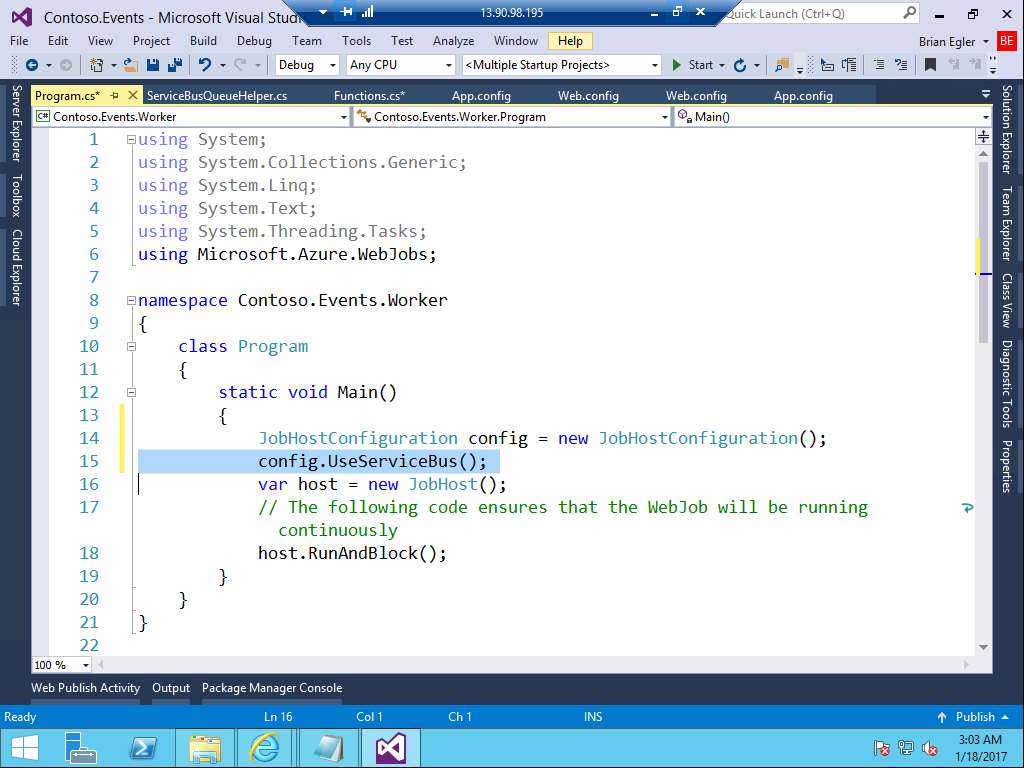 Contoso.Events - Microsoft Visual Studi
13.90.98.195
Quick Launch (Ctrl+Q)
File Edit View Project Build Debug Team Tools Test Analyze Window Help
Brian Egler BE
Debug Any CPU <Multiple Startup Projects> Start
Program.cs* ServiceBusQueueHelper.cs Functions.cs* App.config Web.config Web.config App.config
C# Contoso.Events.Worker Contoso.Events.Worker.Program Main()
Server Explorer
Toolbox
Cloud Explorer
1 using System;
2 using System.Collections.Generic;
3 using System.Linq;
4 using System.Text;
5 using System.Threading.Tasks;
6 using Microsoft.Azure.WebJobs;
7
8 namespace Contoso.Events.Worker
9 {
10 class Program
11 {
12 static void Main()
13 {
14 JobHostConfiguration config = new JobHostConfiguration();
15 config.UseServiceBus();
16 var host = new JobHost();
17 // The following code ensures that the WebJob will be running
continuously
18 host.RunAndBlock();
19 }
20 }
21 }
22
Solution Explorer
Team Explorer
Class View
Diagnostic Tools
Properties
100 %
Web Publish Activity Output Package Manager Console
Ready Ln 16 Col 1 Ch 1 INS Publish
3:03 AM
1/18/2017